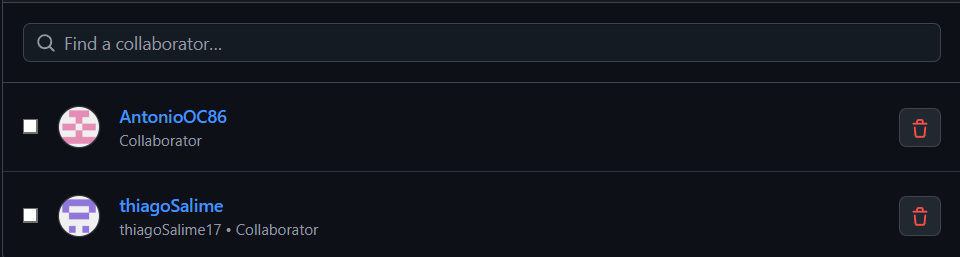 Find a collaborator...
AntonioOC86
Collaborator
thiagoSalime
thiagoSalime17 • Collaborator